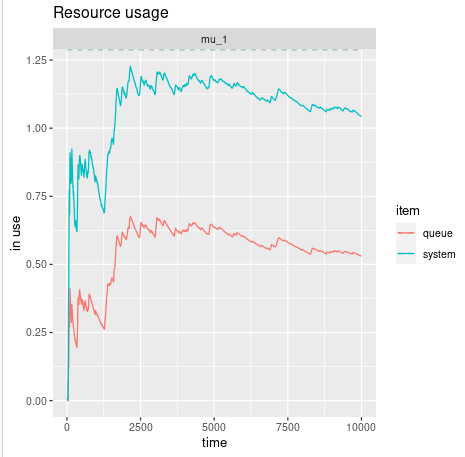 Resource usage
mu_1
1.25
1.00
0.75
0.50
0.25
0.00
in use
0
2500
5000
7500
10000
time
item
queue
system